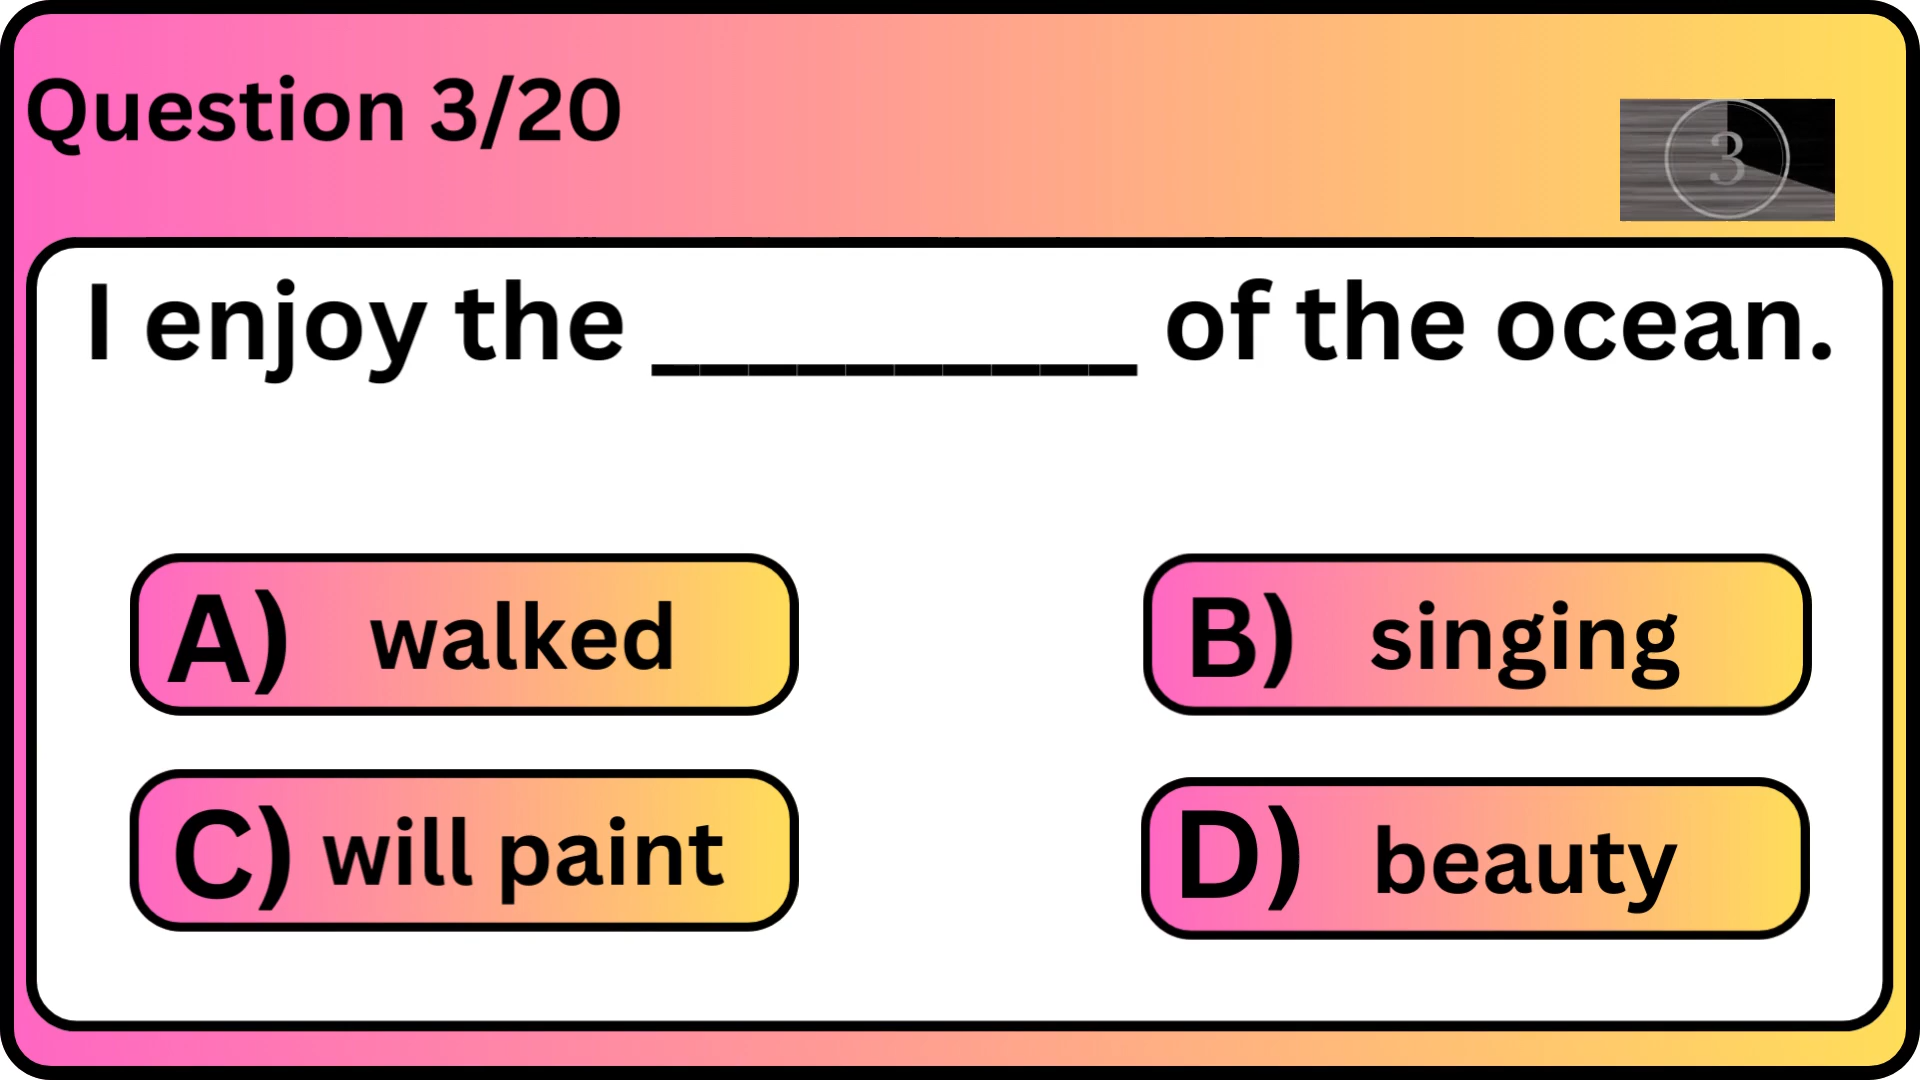 Question 3/20
3
I enjoy the __________ of the ocean.
A) walked
B) singing
C) will paint
D) beauty